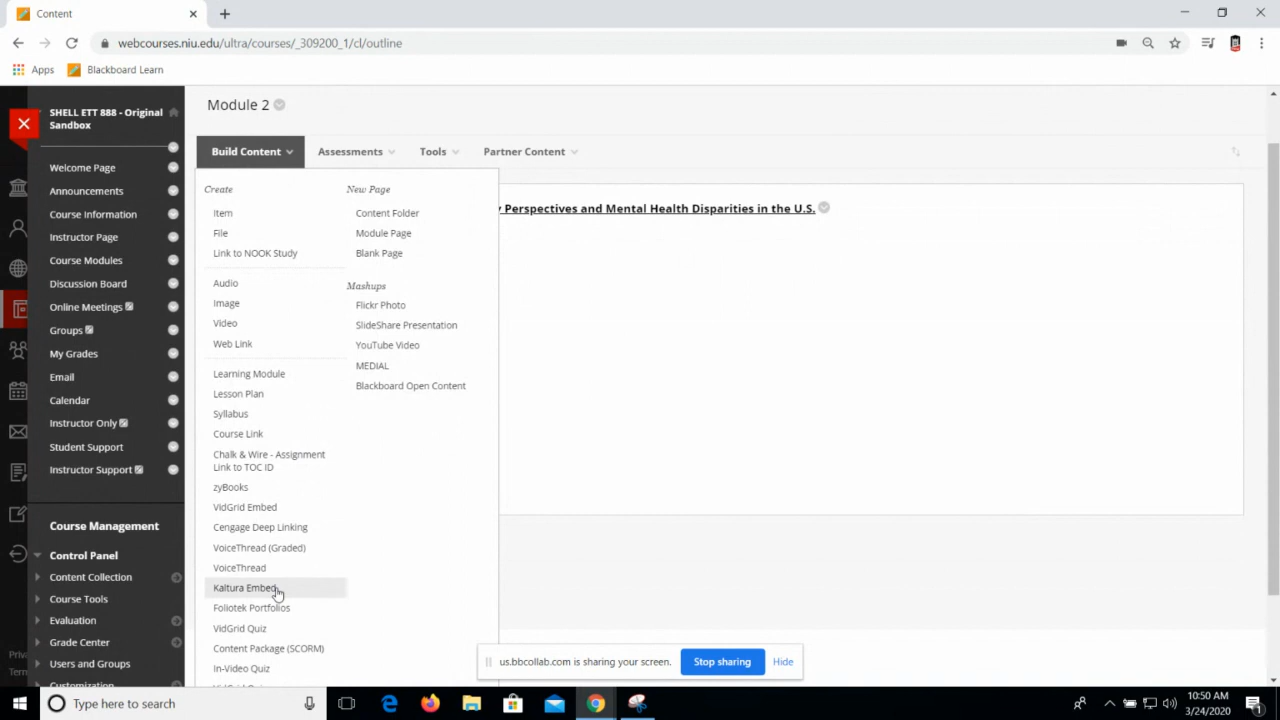 Content
webcourses.niu.edu/ultra/courses/_309200_1/cl/outline
Apps
Blackboard Learn
SHELL ETT 888 - Original
Sandbox
Welcome Page
Announcements
Course Information
Instructor Page
Course Modules
Discussion Board
Online Meetings
Groups
My Grades
Email
Calendar
Instructor Only
Student Support
Instructor Support
Course Management
Control Panel
Content Collection
Course Tools
Evaluation
Grade Center
Users and Groups
Customization
Module 2
Build Content
Assessments
Tools
Partner Content
Create
Item
File
Link to NOOK Study
Audio
Image
Video
Web Link
Learning Module
Lesson Plan
Syllabus
Course Link
Chalk & Wire - Assignment
Link to TOC ID
zyBooks
VidGrid Embed
Cengage Deep Linking
VoiceThread (Graded)
VoiceThread
Kaltura Embed
Foliotek Portfolios
VidGrid Quiz
Content Package (SCORM)
In-Video Quiz
New Page
Content Folder
Module Page
Blank Page
Mashups
Flickr Photo
SlideShare Presentation
YouTube Video
MEDIAL
Blackboard Open Content
Perspectives and Mental Health Disparities in the U.S.
us.bbcollab.com is sharing your screen.
Stop sharing
Hide
Type here to search
10:50 AM
3/24/2020